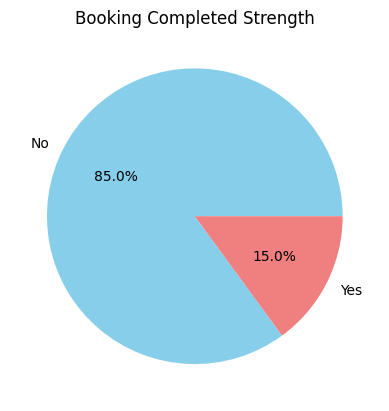 Booking Completed Strength
No
85.0%
15.0%
Yes